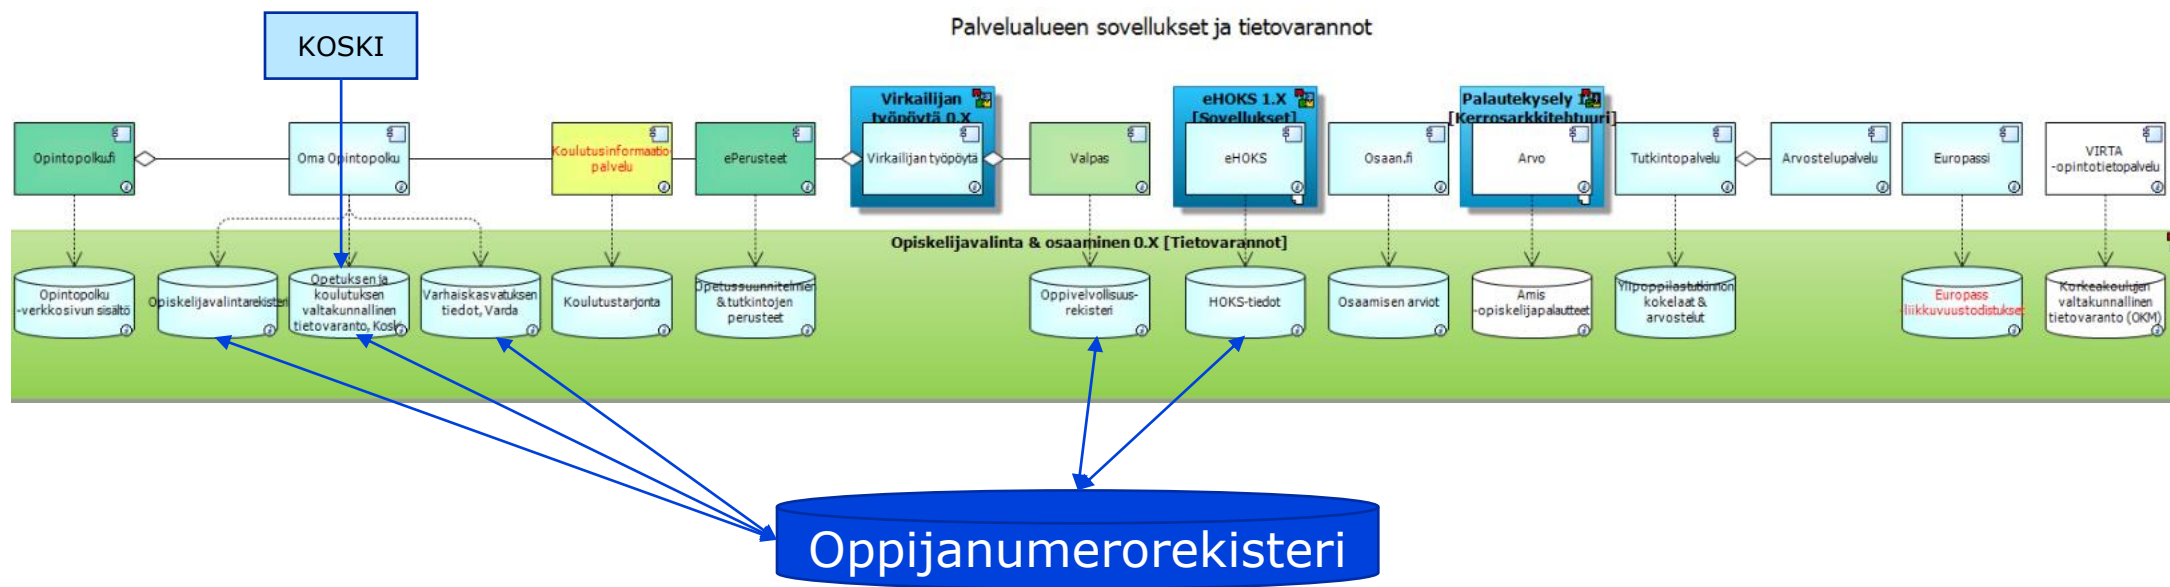 Palvelualueen sovellukset ja tietovarannot
KOSKI
Opintopolku.fi
Oma Opintopolku
Koulutusinformaatio-
palvelu
ePerusteet
Virkailijan
työpöytä 0.X
Virkailijan työpöytä
Valpas
eHOKS 1.X
[Sovellukset]
eHOKS
Osaan.fi
Palautekysely 1.0
[Kerrosarkkitehtuuri]
Arvo
Tutkintopalvelu
Arvostelupalvelu
Europassi
VIRTA
-opintotietopalvelu
Opiskelijavalinta & osaaminen 0.X [Tietovarannot]
Opintopolku
-verkkosivun sisältö
Opiskelijavalintarekisteri
Opetuksen ja
koulutuksen
valtakunnallinen
tietovaranto, Koski
Varhaiskasvatuksen
tiedot, Varda
Koulutustarjonta
Opetussuunnitelmien
& tutkintojen
perusteet
Oppivelvollisuus-
rekisteri
HOKS-tiedot
Osaamisen arviot
Amis
-opiskelijapalautteet
Ylioppilastutkinnon
kokelaat &
arvostelut
Europass
-liikkuvuustodistukset
Korkeakoulujen
valtakunnallinen
tietovaranto (OKM)
Oppijanumerorekisteri